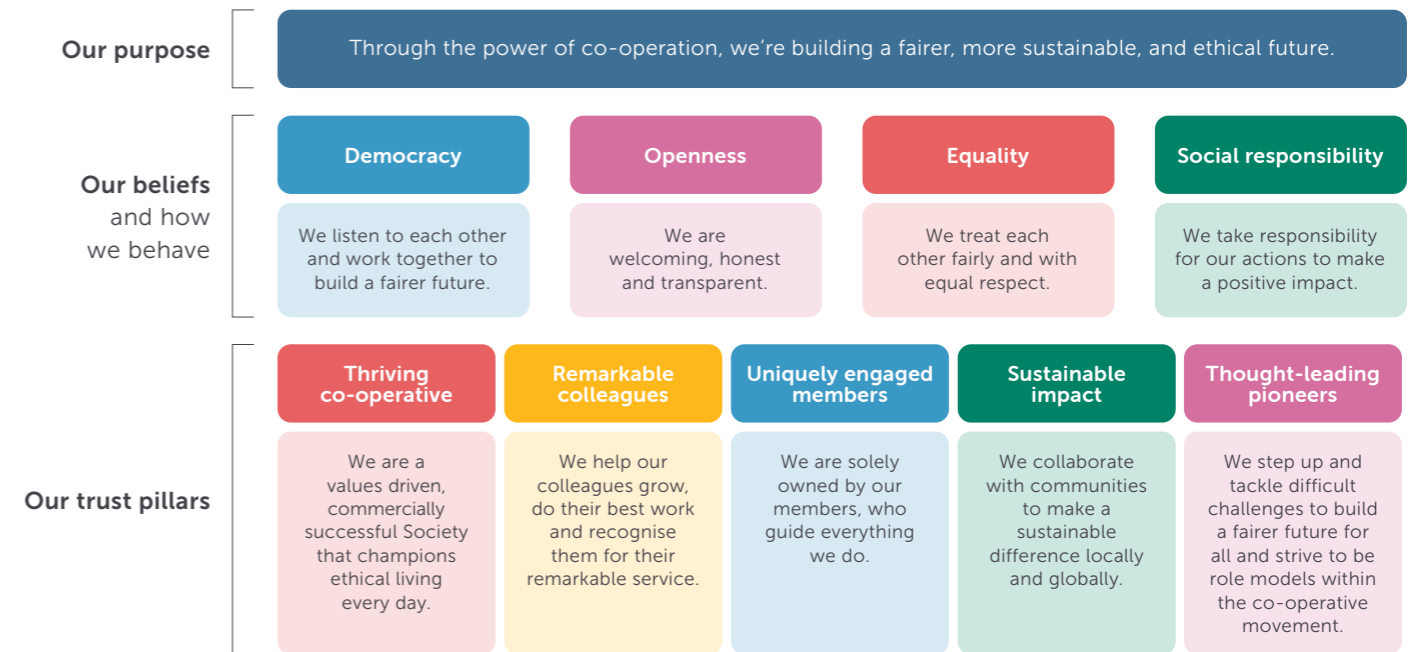 Our purpose
Through the power of co-operation, we're building a fairer, more sustainable, and ethical future.
Our beliefs
and how
we behave
Democracy
We listen to each other
and work together to
build a fairer future.
Openness
We are
welcoming, honest
and transparent.
Equality
We treat each
other fairly and with
equal respect.
Social responsibility
We take responsibility
for our actions to make
a positive impact.
Our trust pillars
Thriving
co-operative
We are a
values driven,
commercially
successful Society
that champions
ethical living
every day.
Remarkable
colleagues
We help our
colleagues grow,
do their best work
and recognise
them for their
remarkable service.
Uniquely engaged
members
We are solely
owned by our
members, who
guide everything
we do.
Sustainable
impact
We collaborate
with communities
to make a
sustainable
difference locally
and globally.
Thought-leading
pioneers
We step up and
tackle difficult
challenges to build
a fairer future for
all and strive to be
role models within
the co-operative
movement.